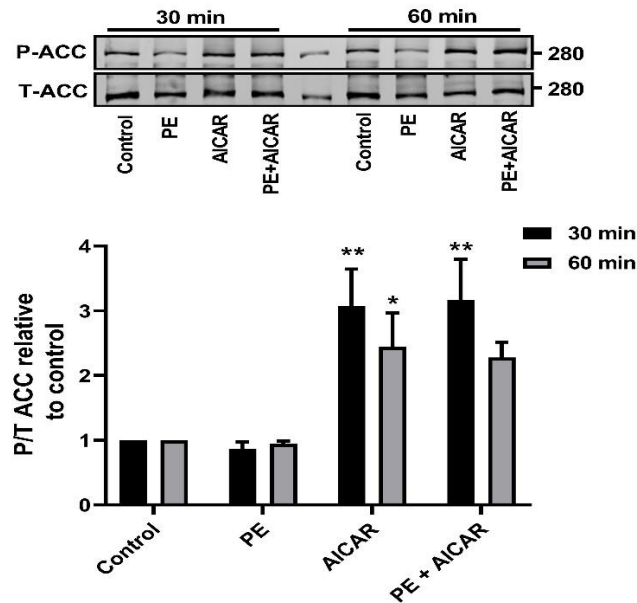 30 min 60 min
P-ACC 280
T-ACC 280
Control PE AICAR PE+AICAR Control PE AICAR PE+AICAR
30 min
60 min
P/T ACC relative
to control
4
3
2
1
0
** * **
Control PE AICAR PE + AICAR